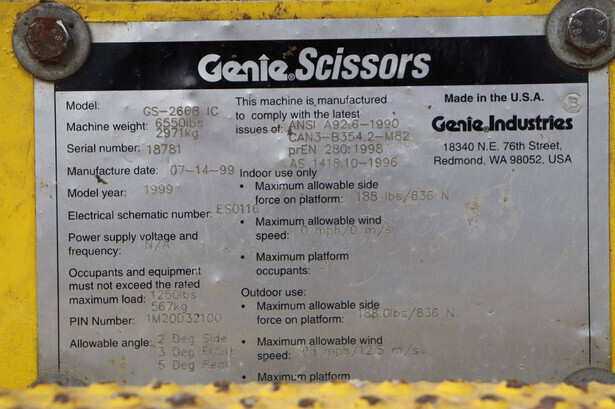 Genie Scissors
Model: GS-2668 IC
Machine weight: 6550lbs
2971kg
Serial number: 18781
Manufacture date: 07-14-99
Model year: 1999
Electrical schematic number: ES0116
Power supply voltage and
frequency: N/A
Occupants and equipment
must not exceed the rated
maximum load: 1250lbs
567kg
PIN Number: 1M20D32100
Allowable angle: 2 Deg Side
3 Deg Front
5 Deg Rear
This machine is manufactured
to comply with the latest
issues of: ANSI A92.6-1990
CAN3-B354.2-M82
prEN 280:1998
AS 1418.10-1996
Indoor use only
• Maximum allowable side
force on platform: 188 lbs/836 N
• Maximum allowable wind
speed: 0 mph/0 m/s
• Maximum platform
occupants:
Outdoor use:
• Maximum allowable side
force on platform: 188.0lbs/836 N
• Maximum allowable wind
speed: mph/12.5 m/s
• Maximum platform
Made in the U.S.A.
B
Genie Industries
18340 N.E. 76th Street,
Redmond, WA 98052, USA